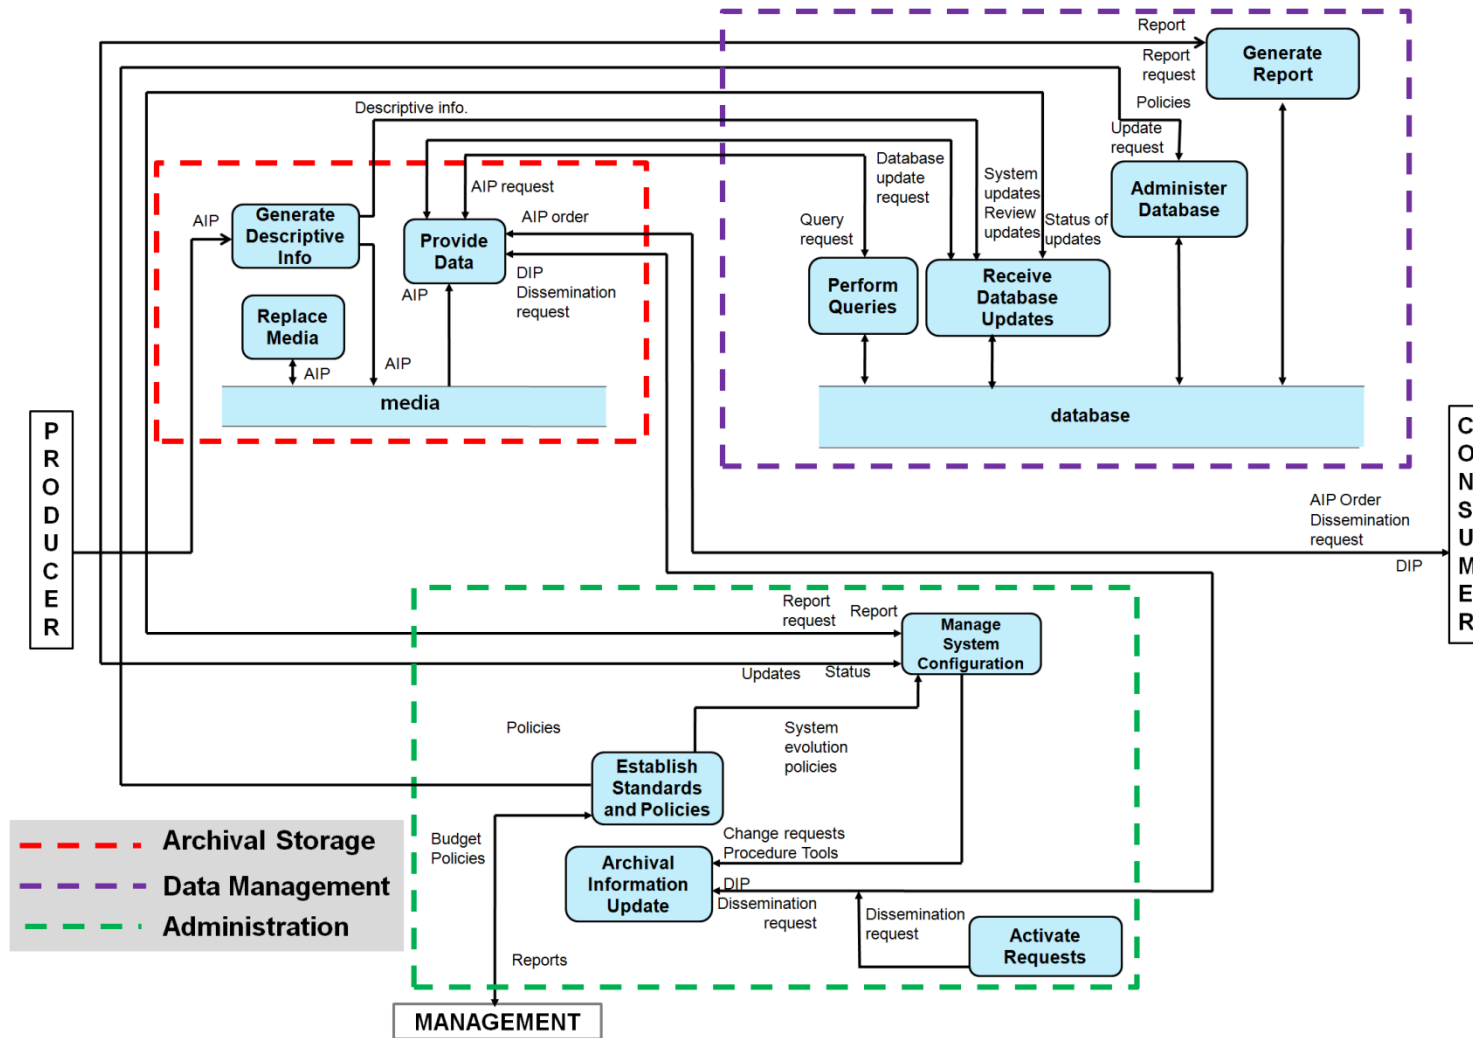 Report
Generate
Report
Report
request
Policies
Update
request
Descriptive info.
Database
update
request
System
updates
Review
updates
Status of
updates
Administer
Database
AIP request
AIP
Generate
Descriptive
Info
AIP order
Provide
Data
Query
request
DIP
Dissemination
request
AIP
Perform
Queries
Receive
Database
Updates
Replace
Media
AIP
AIP
media
database
PRODUCER
CONSUMER
AIP Order
Dissemination
request
DIP
Report
request
Report
Manage
System
Configuration
Updates
Status
Policies
System
evolution
policies
Establish
Standards
and Policies
Budget
Policies
Change requests
Procedure Tools
Archival
Information
Update
DIP
Dissemination
request
Dissemination
request
Activate
Requests
Reports
MANAGEMENT
Archival Storage
Data Management
Administration